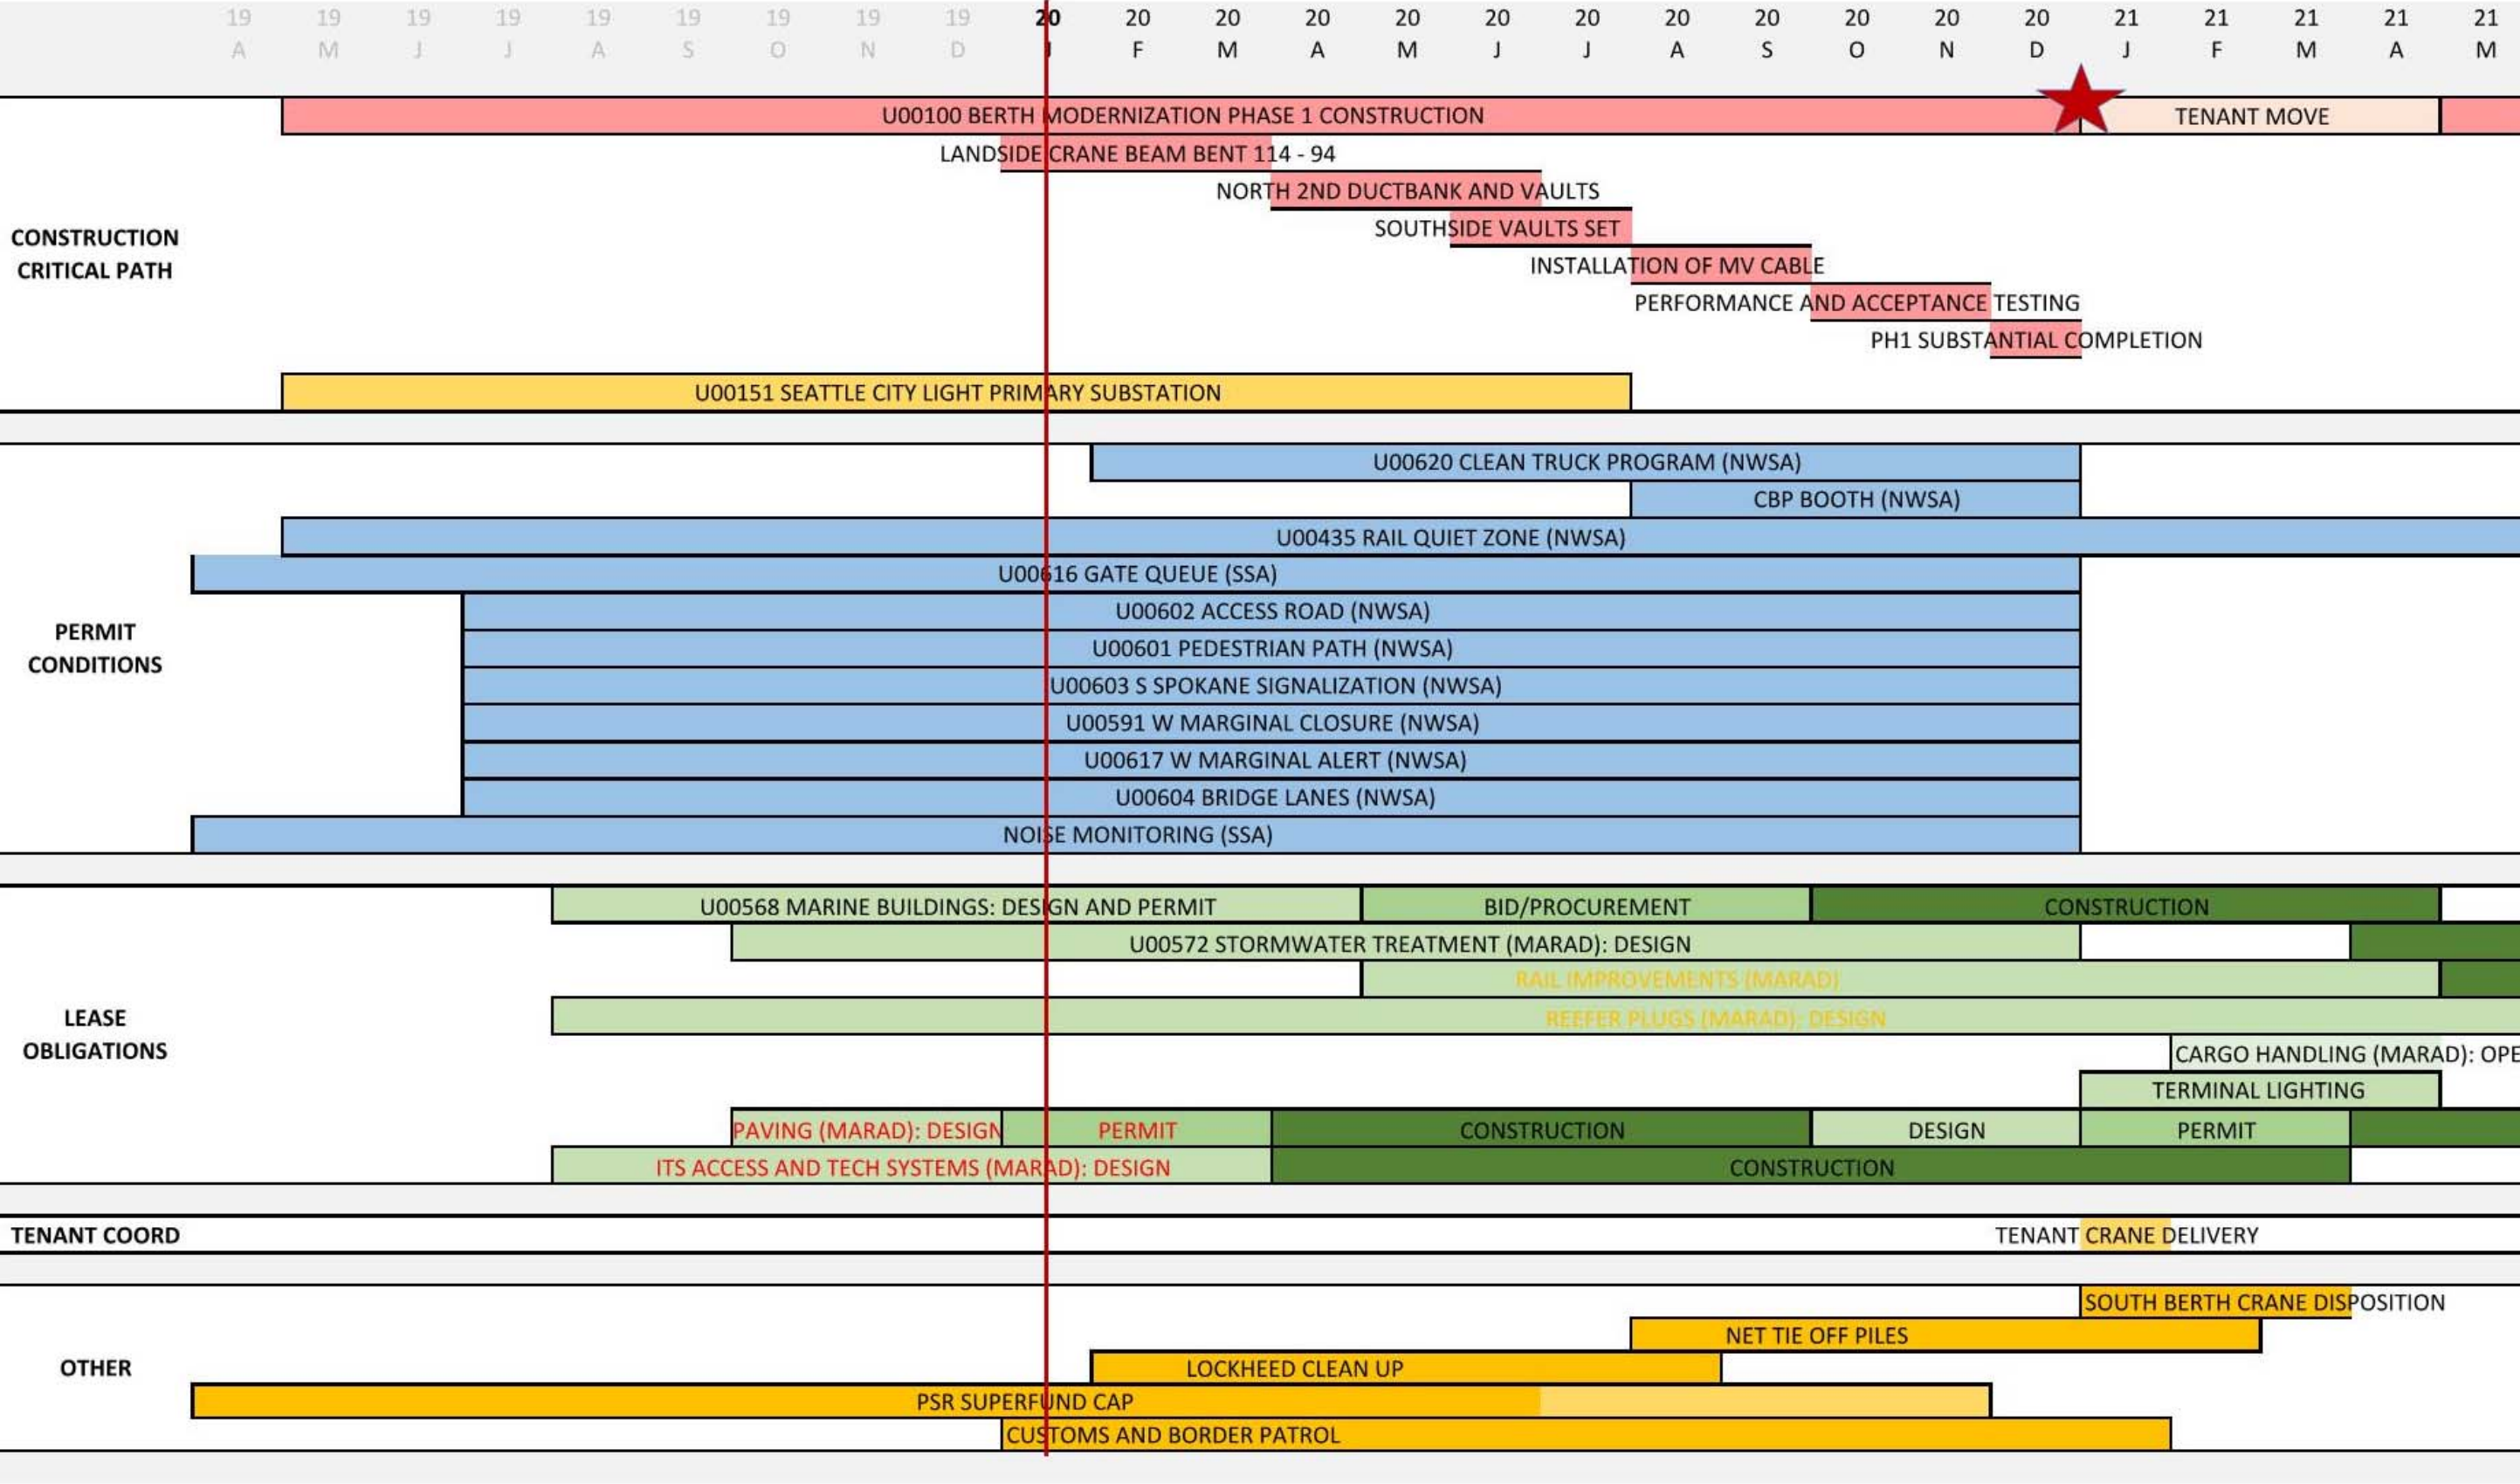 19 19 19 19 19 19 19 19 19 20 20 20 20 20 20 20 20 20 20 20 20 21 21 21 21 21
A M J J A S O N D J F M A M J J A S O N D J F M A M
U00100 BERTH MODERNIZATION PHASE 1 CONSTRUCTION TENANT MOVE
LANDSIDE CRANE BEAM BENT 114 - 94
NORTH 2ND DUCTBANK AND VAULTS
SOUTHSIDE VAULTS SET
CONSTRUCTION
CRITICAL PATH
INSTALLATION OF MV CABLE
PERFORMANCE AND ACCEPTANCE TESTING
PH1 SUBSTANTIAL COMPLETION
U00151 SEATTLE CITY LIGHT PRIMARY SUBSTATION
U00620 CLEAN TRUCK PROGRAM (NWSA)
CBP BOOTH (NWSA)
U00435 RAIL QUIET ZONE (NWSA)
U00616 GATE QUEUE (SSA)
U00602 ACCESS ROAD (NWSA)
PERMIT
CONDITIONS
U00601 PEDESTRIAN PATH (NWSA)
U00603 S SPOKANE SIGNALIZATION (NWSA)
U00591 W MARGINAL CLOSURE (NWSA)
U00617 W MARGINAL ALERT (NWSA)
U00604 BRIDGE LANES (NWSA)
NOISE MONITORING (SSA)
U00568 MARINE BUILDINGS: DESIGN AND PERMIT BID/PROCUREMENT CONSTRUCTION
U00572 STORMWATER TREATMENT (MARAD): DESIGN
RAIL IMPROVEMENTS (MARAD)
REEFER PLUGS (MARAD): DESIGN
LEASE
OBLIGATIONS
CARGO HANDLING (MARAD): OPE
TERMINAL LIGHTING
PAVING (MARAD): DESIGN PERMIT CONSTRUCTION DESIGN PERMIT
ITS ACCESS AND TECH SYSTEMS (MARAD): DESIGN CONSTRUCTION
TENANT COORD TENANT CRANE DELIVERY
SOUTH BERTH CRANE DISPOSITION
NET TIE OFF PILES
OTHER
LOCKHEED CLEAN UP
PSR SUPERFUND CAP
CUSTOMS AND BORDER PATROL